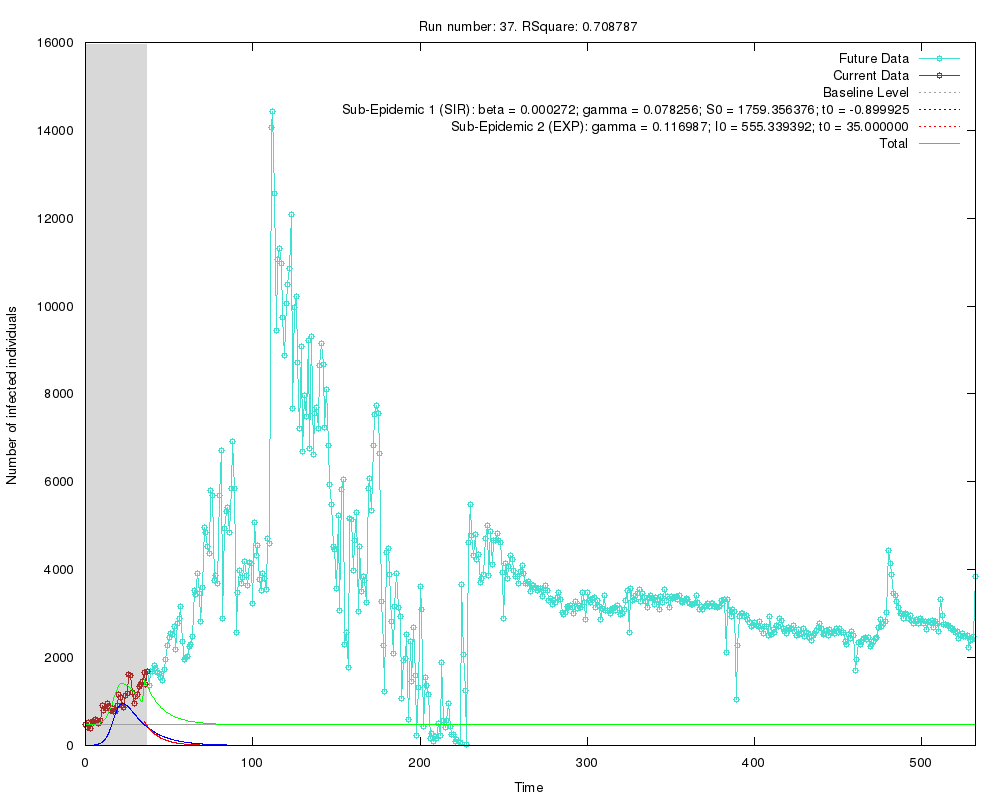 Run number: 37. RSquare: 0.708787
16000
14000
12000
10000
8000
6000
4000
2000
0
Number of infected individuals
Future Data
Current Data
Baseline Level
Sub-Epidemic 1 (SIR): beta = 0.000272; gamma = 0.078256; S0 = 1759.356376; t0 = -0.899925
Sub-Epidemic 2 (EXP): gamma = 0.116987; I0 = 555.339392; t0 = 35.000000
Total
0 100 200 300 400 500
Time